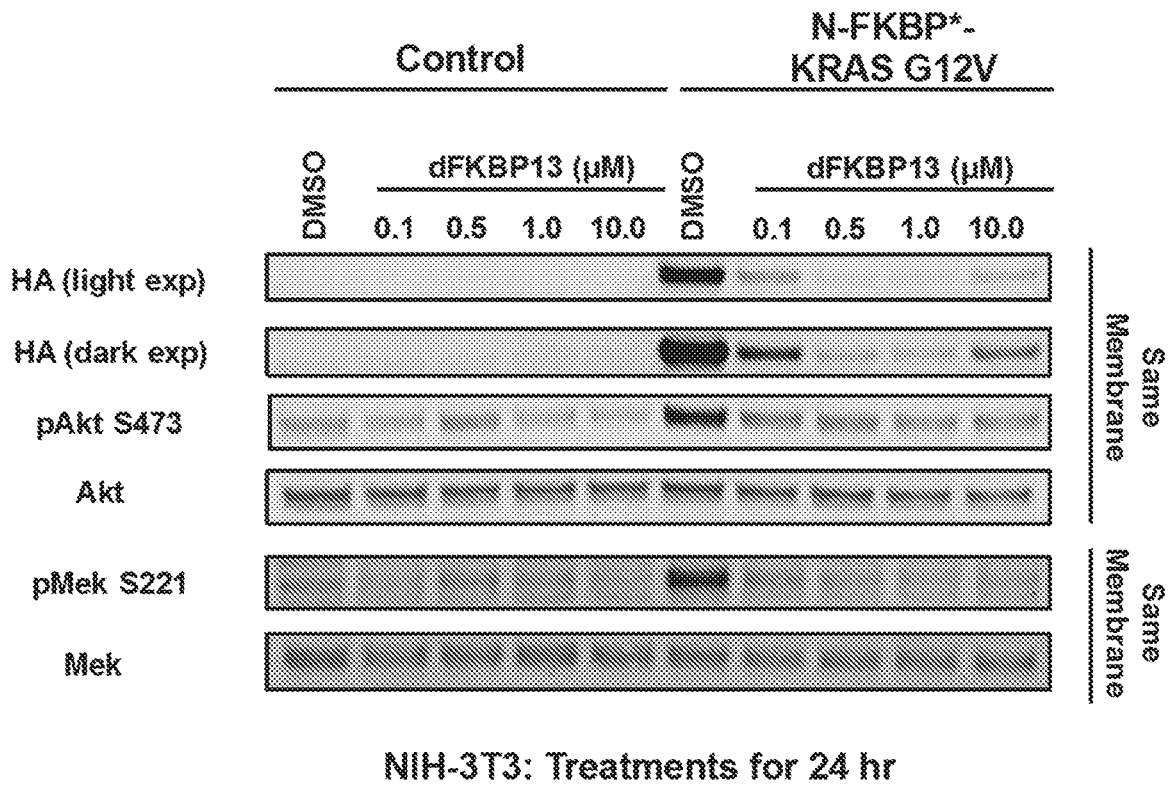 Control
N-FKBP*-
KRAS G12V
DMSO
dFKBP13 (µM)
0.1 0.5 1.0 10.0
DMSO
dFKBP13 (µM)
0.1 0.5 1.0 10.0
HA (light exp)
HA (dark exp)
pAkt S473
Akt
Same
Membrane
pMek S221
Mek
Same
Membrane
NIH-3T3: Treatments for 24 hr